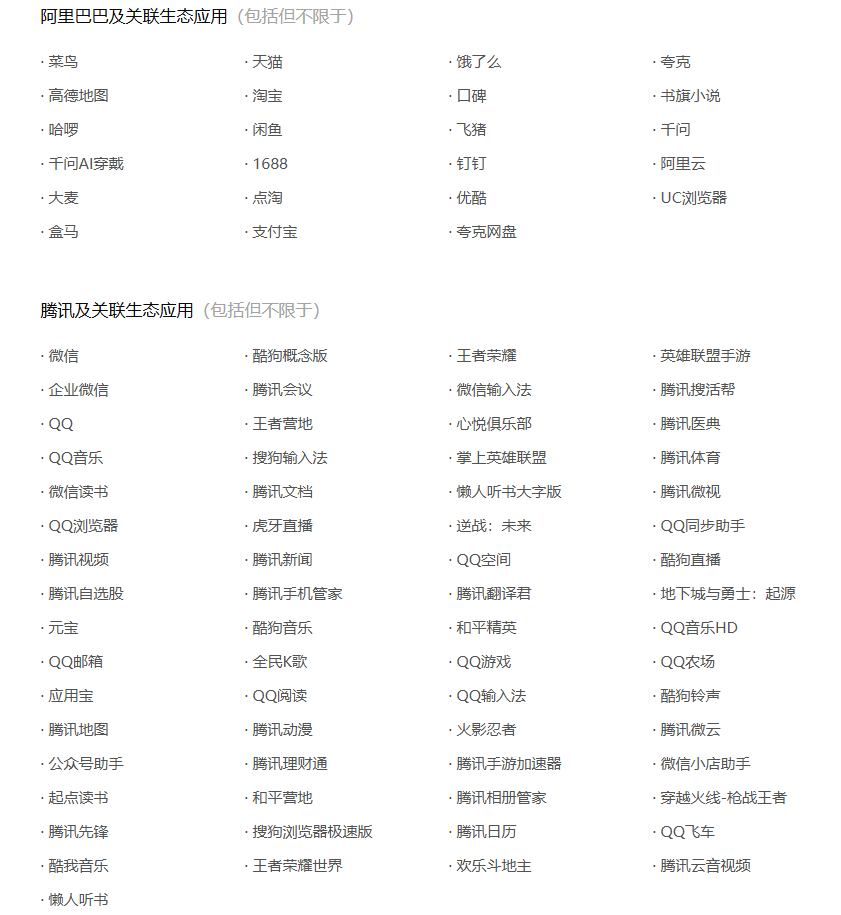 阿里巴巴及关联生态应用（包括但不限于）
· 菜鸟 · 天猫 · 饿了么 · 夸克
· 高德地图 · 淘宝 · 口碑 · 书旗小说
· 哈啰 · 闲鱼 · 飞猪 · 千问
· 千问AI穿戴 · 1688 · 钉钉 · 阿里云
· 大麦 · 点淘 · 优酷 · UC浏览器
· 盒马 · 支付宝 · 夸克网盘
腾讯及关联生态应用（包括但不限于）
· 微信 · 酷狗概念版 · 王者荣耀 · 英雄联盟手游
· 企业微信 · 腾讯会议 · 微信输入法 · 腾讯搜活帮
· QQ · 王者营地 · 心悦俱乐部 · 腾讯医典
· QQ音乐 · 搜狗输入法 · 掌上英雄联盟 · 腾讯体育
· 微信读书 · 腾讯文档 · 懒人听书大字版 · 腾讯微视
· QQ浏览器 · 虎牙直播 · 逆战：未来 · QQ同步助手
· 腾讯视频 · 腾讯新闻 · QQ空间 · 酷狗直播
· 腾讯自选股 · 腾讯手机管家 · 腾讯翻译君 · 地下城与勇士：起源
· 元宝 · 酷狗音乐 · 和平精英 · QQ音乐HD
· QQ邮箱 · 全民K歌 · QQ游戏 · QQ农场
· 应用宝 · QQ阅读 · QQ输入法 · 酷狗铃声
· 腾讯地图 · 腾讯动漫 · 火影忍者 · 腾讯微云
· 公众号助手 · 腾讯理财通 · 腾讯手游加速器 · 微信小店助手
· 起点读书 · 和平营地 · 腾讯相册管家 · 穿越火线-枪战王者
· 腾讯先锋 · 搜狗浏览器极速版 · 腾讯日历 · QQ飞车
· 酷我音乐 · 王者荣耀世界 · 欢乐斗地主 · 腾讯云音视频
· 懒人听书